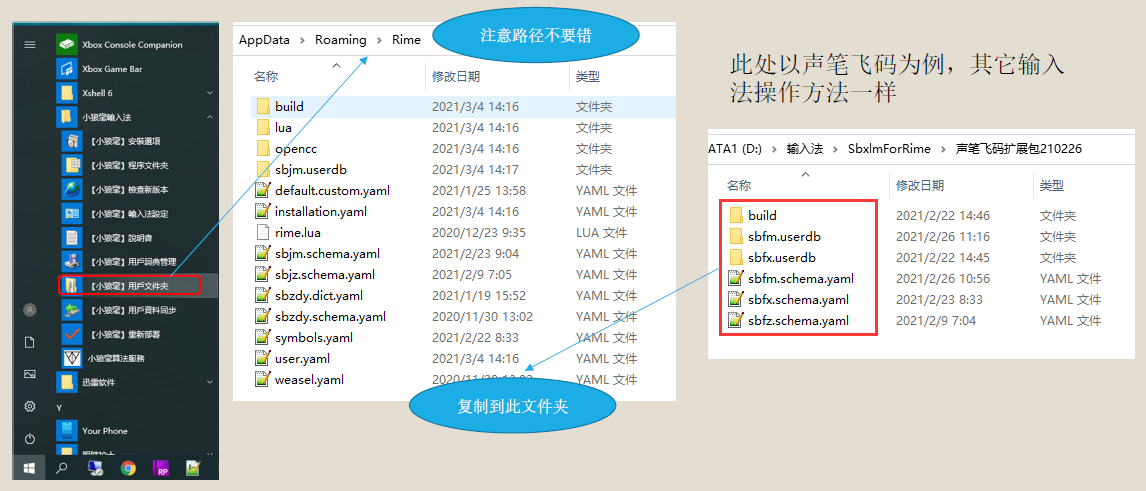 Xbox Console Companion
Xbox Game Bar
Xshell 6
小狼毫輸入法
【小狼毫】安裝選項
【小狼毫】程序文件夾
【小狼毫】檢查新版本
【小狼毫】輸入法設定
【小狼毫】說明書
【小狼毫】用戶詞典管理
【小狼毫】用戶文件夾
【小狼毫】用戶資料同步
【小狼毫】重新部署
小狼毫算法服務
迅雷软件
Y
Your Phone
RP
AppData > Roaming > Rime
注意路径不要错
名称 修改日期 类型
build 2021/3/4 14:16 文件夹
lua 2021/3/4 14:16 文件夹
opencc 2021/3/4 14:16 文件夹
sbjm.userdb 2021/3/4 14:17 文件夹
default.custom.yaml 2021/1/25 13:58 YAML 文件
installation.yaml 2021/3/4 14:16 YAML 文件
rime.lua 2020/12/23 9:35 LUA 文件
sbjm.schema.yaml 2021/2/23 9:04 YAML 文件
sbjz.schema.yaml 2021/2/9 7:05 YAML 文件
sbzdy.dict.yaml 2021/1/19 15:52 YAML 文件
sbzdy.schema.yaml 2020/11/30 13:02 YAML 文件
symbols.yaml 2021/2/22 8:33 YAML 文件
user.yaml 2021/3/4 14:16 YAML 文件
weasel.yaml YAML 文件
复制到此文件夹
此处以声笔飞码为例，其它输入
法操作方法一样
ATA1 (D:) > 输入法 > SbxlmForRime > 声笔飞码扩展包210226
名称 修改日期 类型
build 2021/2/22 14:46 文件夹
sbfm.userdb 2021/2/26 11:16 文件夹
sbfx.userdb 2021/2/22 14:45 文件夹
sbfm.schema.yaml 2021/2/26 10:56 YAML 文件
sbfx.schema.yaml 2021/2/23 8:33 YAML 文件
sbfz.schema.yaml 2021/2/9 7:04 YAML 文件